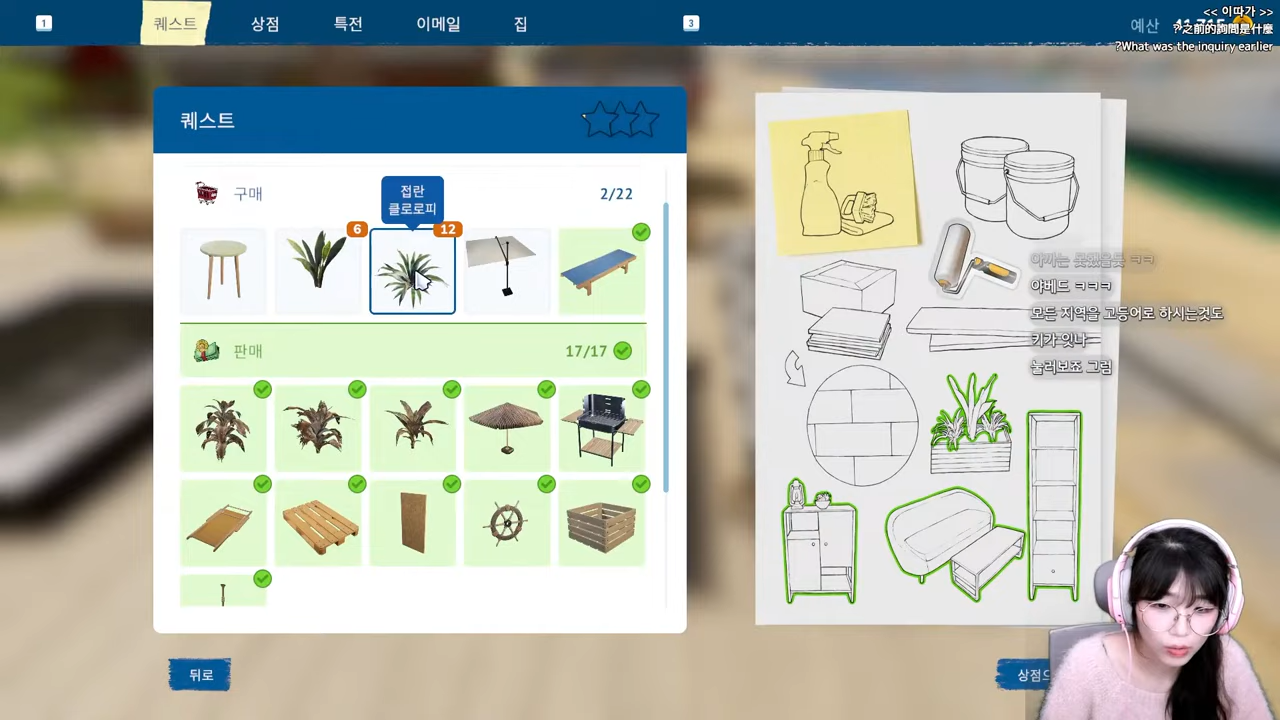 1
퀘스트
상점
특전
이메일
집
3
예산
<< 이따가 >>
??之前的詢問是什麼
?What was the inquiry earlier
퀘스트
구매
접란
클로로피
2/22
6
12
판매
17/17
야베드 ㅋㅋㅋ
모든 지역을 고등어로 하시는것도
키가 잇나
눌러보죠 그럼
뒤로